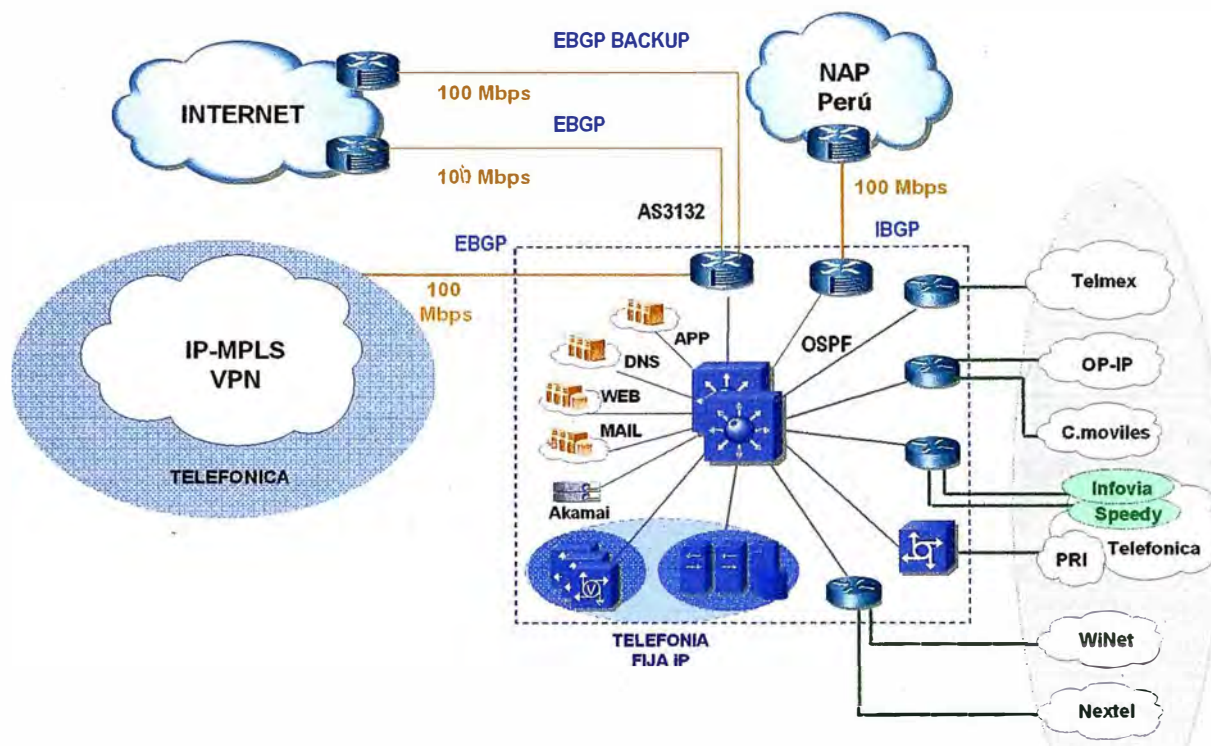 EBGP BACKUP
NAP
Perú
INTERNET
100 Mbps
EBGP
100 Mbps
100 Mbps
AS3132
EBGP
IBGP
100
Mbps
Telmex
IP-MPLS
VPN
APP
OSPF
DNS
OP-IP
WEB
MAIL
C.moviles
TELEFONICA
Akamai
Infovia
Speedy
Telefonica
PRI
V
TELEFONIA
FIJA IP
WiNet
Nextel